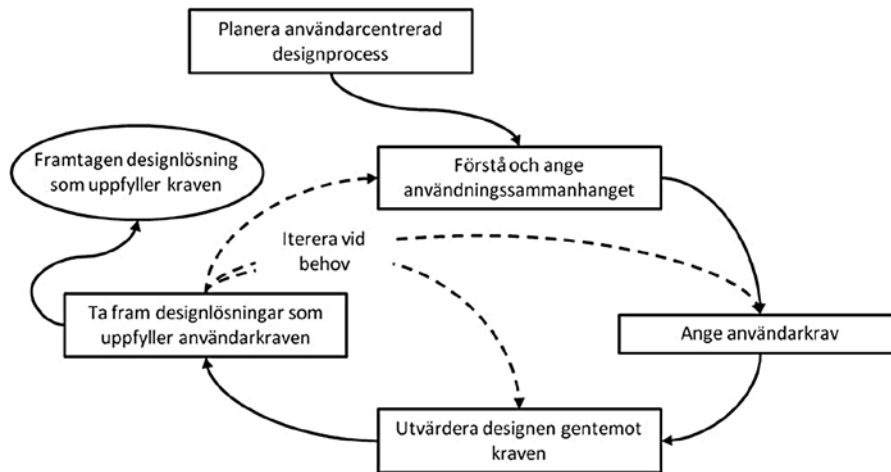 Planera användarcentrerad
designprocess
Framtagen designlösning
som uppfyller kraven
Förstå och ange
användningssammanhanget
Iterera vid
behov
Ta fram designlösningar som
uppfyller användarkraven
Ange användarkrav
Utvärdera designen gentemot
kraven